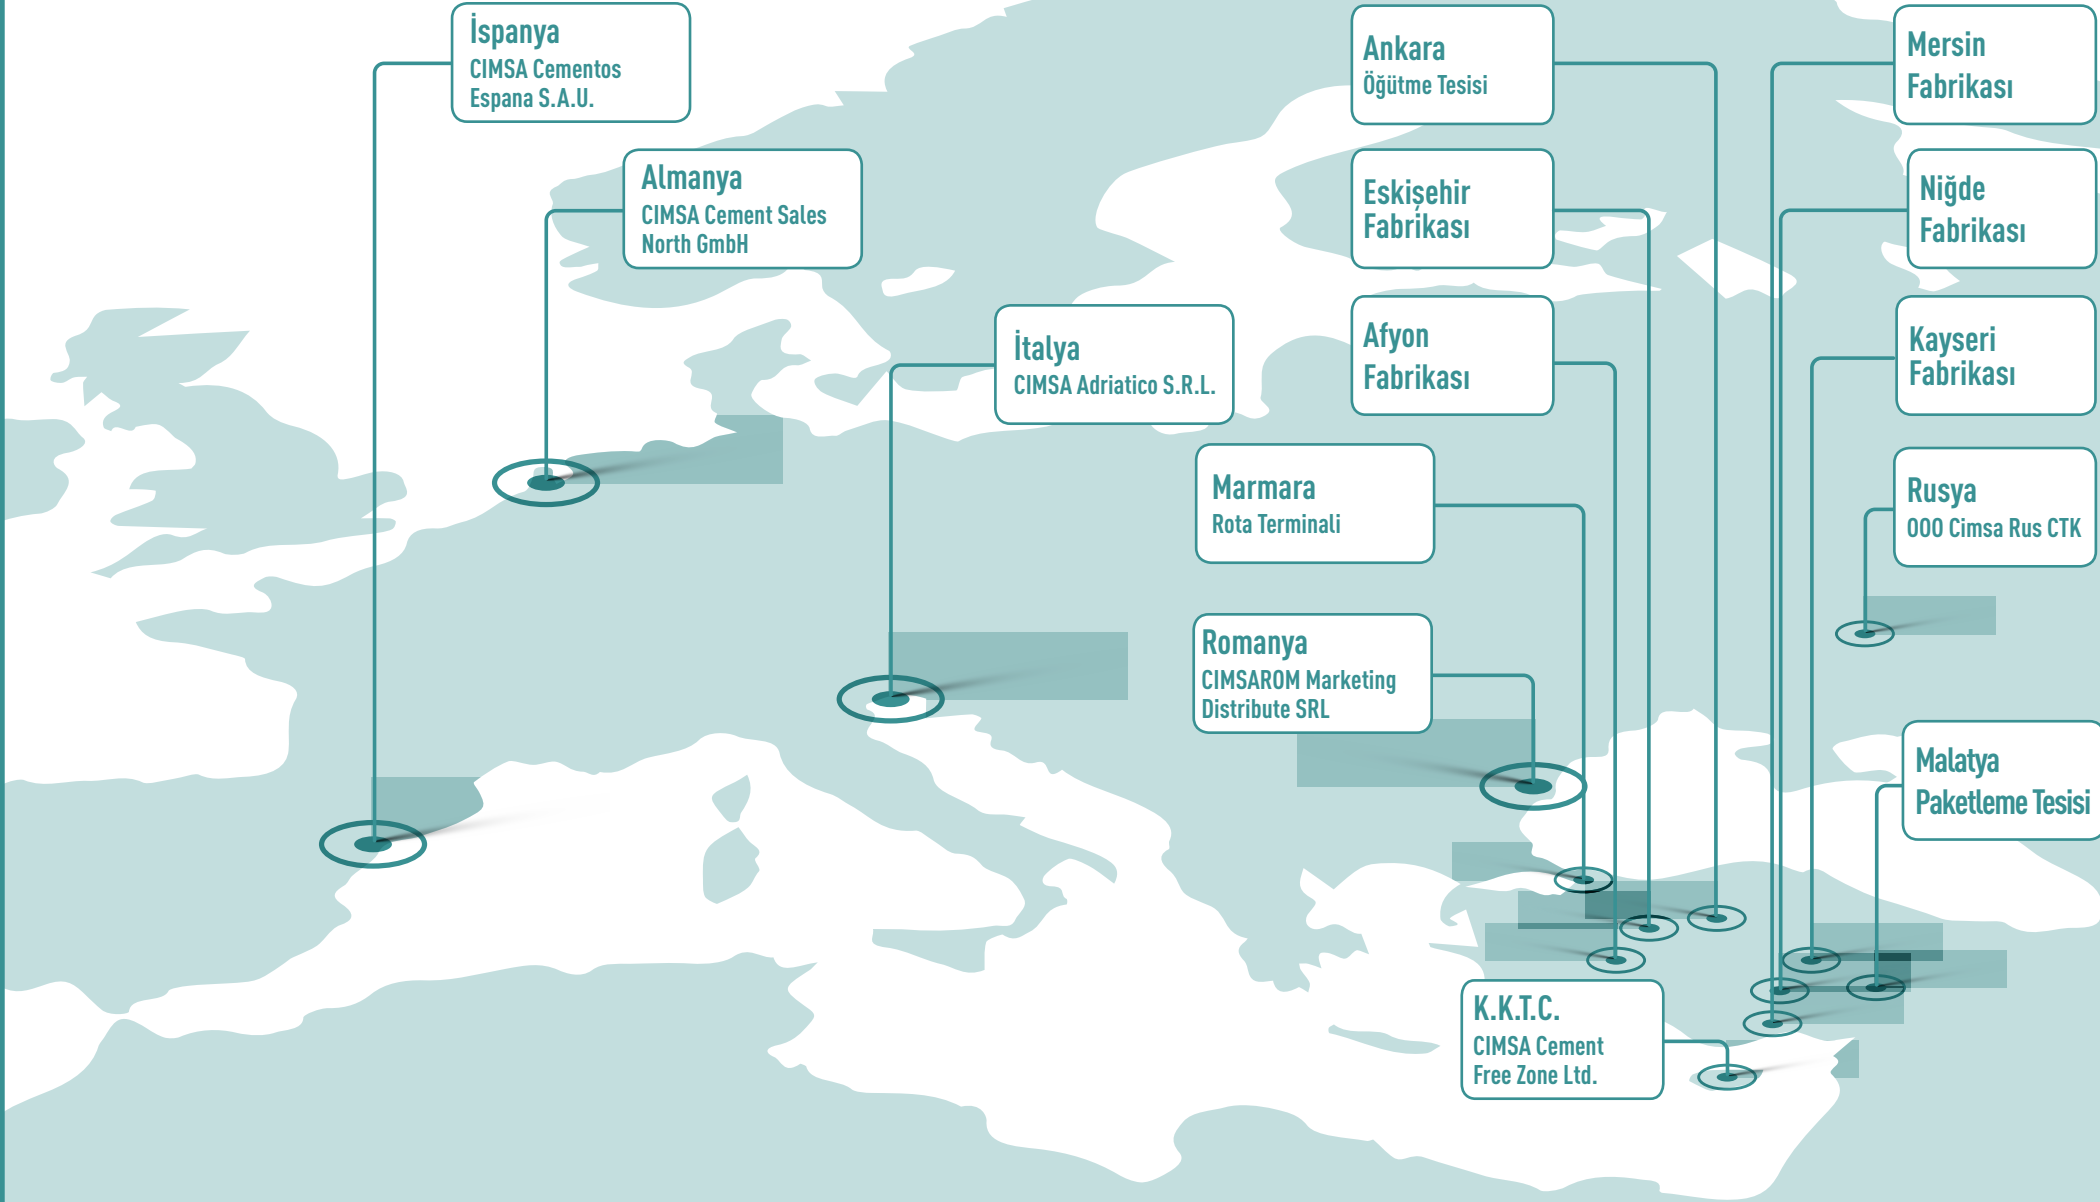 İspanya
CIMSA Cementos
Espana S.A.U.
Almanya
CIMSA Cement Sales
North GmbH
İtalya
CIMSA Adriatico S.R.L.
Ankara
Öğütme Tesisi
Eskişehir
Fabrikası
Afyon
Fabrikası
Marmara
Rota Terminali
Romanya
CIMSAROM Marketing
Distribute SRL
K.K.T.C.
CIMSA Cement
Free Zone Ltd.
Mersin
Fabrikası
Niğde
Fabrikası
Kayseri
Fabrikası
Rusya
OOO Cimsa Rus CTK
Malatya
Paketleme Tesisi